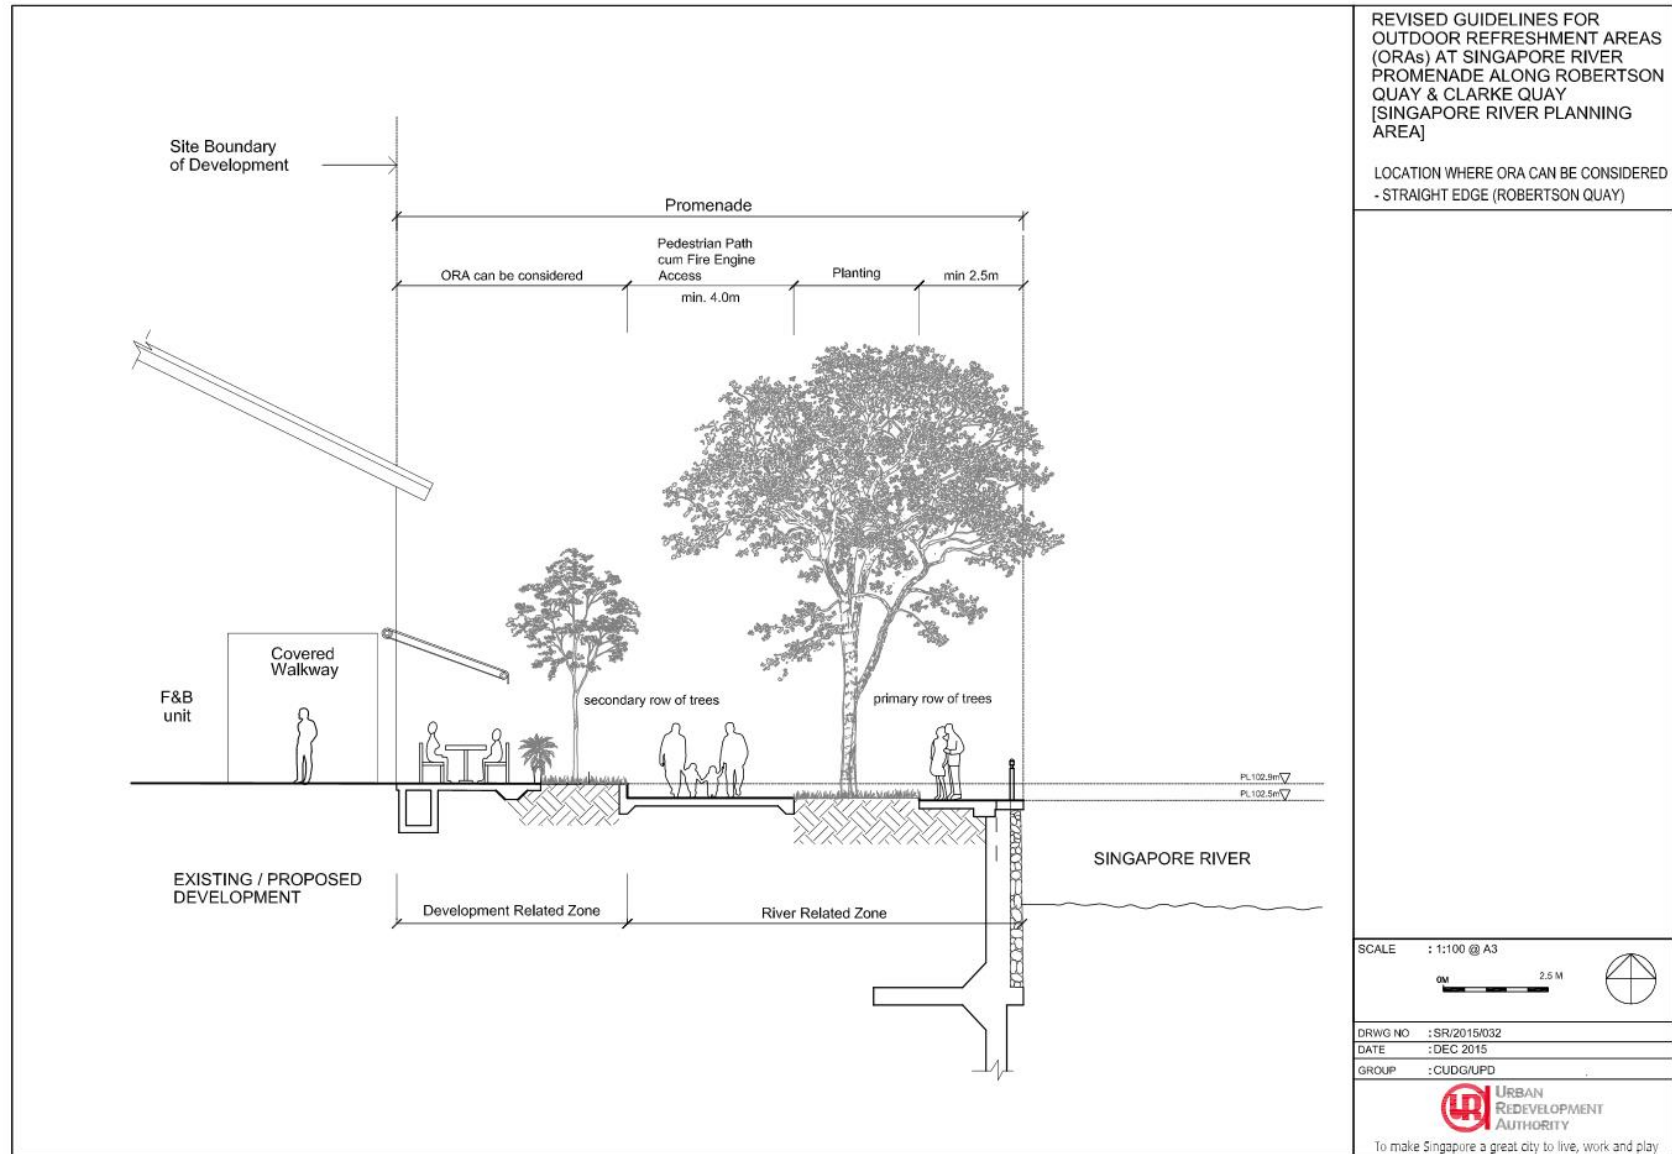 REVISED GUIDELINES FOR
OUTDOOR REFRESHMENT AREAS
(ORAs) AT SINGAPORE RIVER
PROMENADE ALONG ROBERTSON
QUAY & CLARKE QUAY
[SINGAPORE RIVER PLANNING
AREA]
LOCATION WHERE ORA CAN BE CONSIDERED
- STRAIGHT EDGE (ROBERTSON QUAY)
Site Boundary
of Development
Promenade
ORA can be considered
Pedestrian Path
cum Fire Engine
Access
min. 4.0m
Planting
min 2.5m
Covered
Walkway
F&B
unit
secondary row of trees
primary row of trees
PL102.9m
PL102.5m
SINGAPORE RIVER
EXISTING / PROPOSED
DEVELOPMENT
Development Related Zone
River Related Zone
SCALE : 1:100 @ A3
0M 2.5 M
DRWG NO : SR/2015/032
DATE : DEC 2015
GROUP : CUDG/UPD
UR
URBAN
REDEVELOPMENT
AUTHORITY
To make Singapore a great city to live, work and play